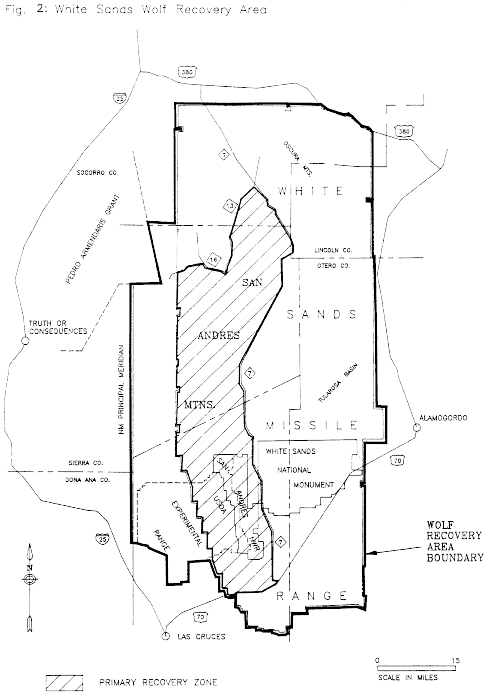 Fig. 2: White Sands Wolf Recovery Area
380
25
380
7
OSCURA MTS.
SOCORRO CO.
WHITE
13
PEDRO ARMENDARIS GRANT
LINCOLN CO.
16
OTERO CO.
SAN
SANDS
TRUTH OR
CONSEQUENCES
ANDRES
NM PRINCIPAL MERIDIAN
7
TULAROSA BASIN
MTNS.
ALAMOGORDO
MISSILE
WHITE SANDS
SIERRA CO.
NATIONAL
70
DONA ANA CO.
MONUMENT
SAN
ANDRES
NWR
USDA
EXPERIMENTAL
RANGE
WOLF
RECOVERY
AREA
BOUNDARY
25
5
N
RANGE
70
LAS CRUCES
0 15
SCALE IN MILES
PRIMARY RECOVERY ZONE